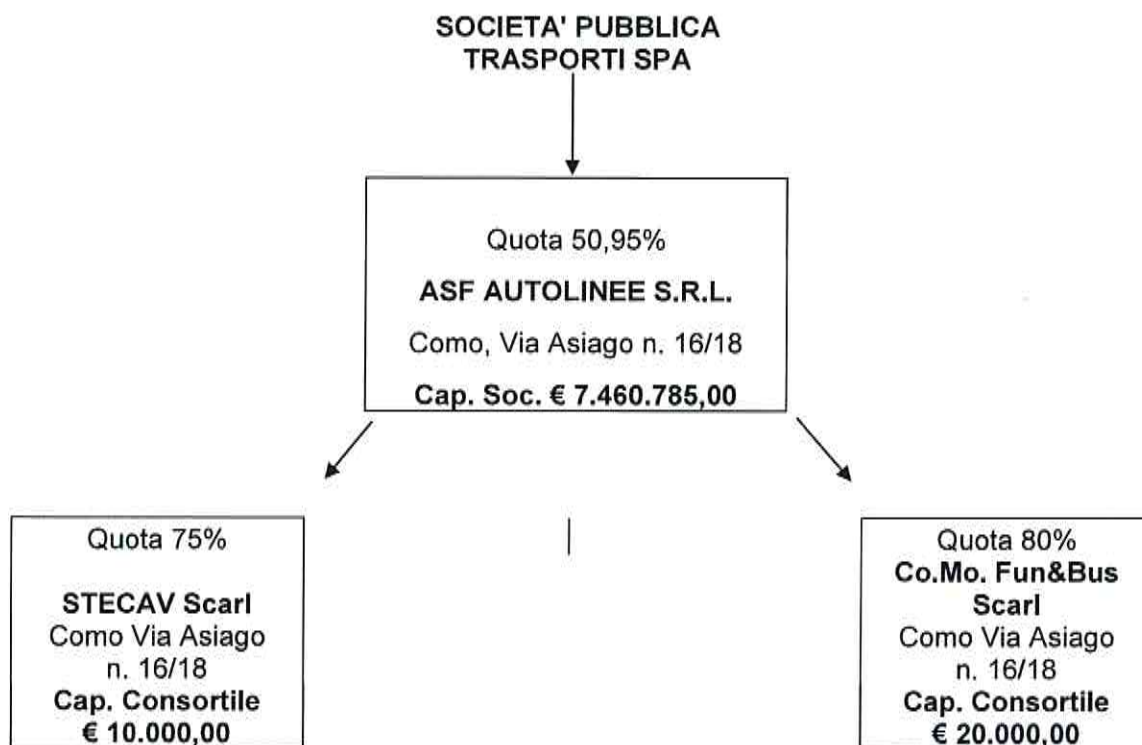 SOCIETA' PUBBLICA
TRASPORTI SPA
Quota 50,95%
ASF AUTOLINEE S.R.L.
Como, Via Asiago n. 16/18
Cap. Soc. € 7.460.785,00
Quota 75%
STECAV Scarl
Como Via Asiago
n. 16/18
Cap. Consortile
€ 10.000,00
Quota 80%
Co.Mo. Fun&Bus
Scarl
Como Via Asiago
n. 16/18
Cap. Consortile
€ 20.000,00